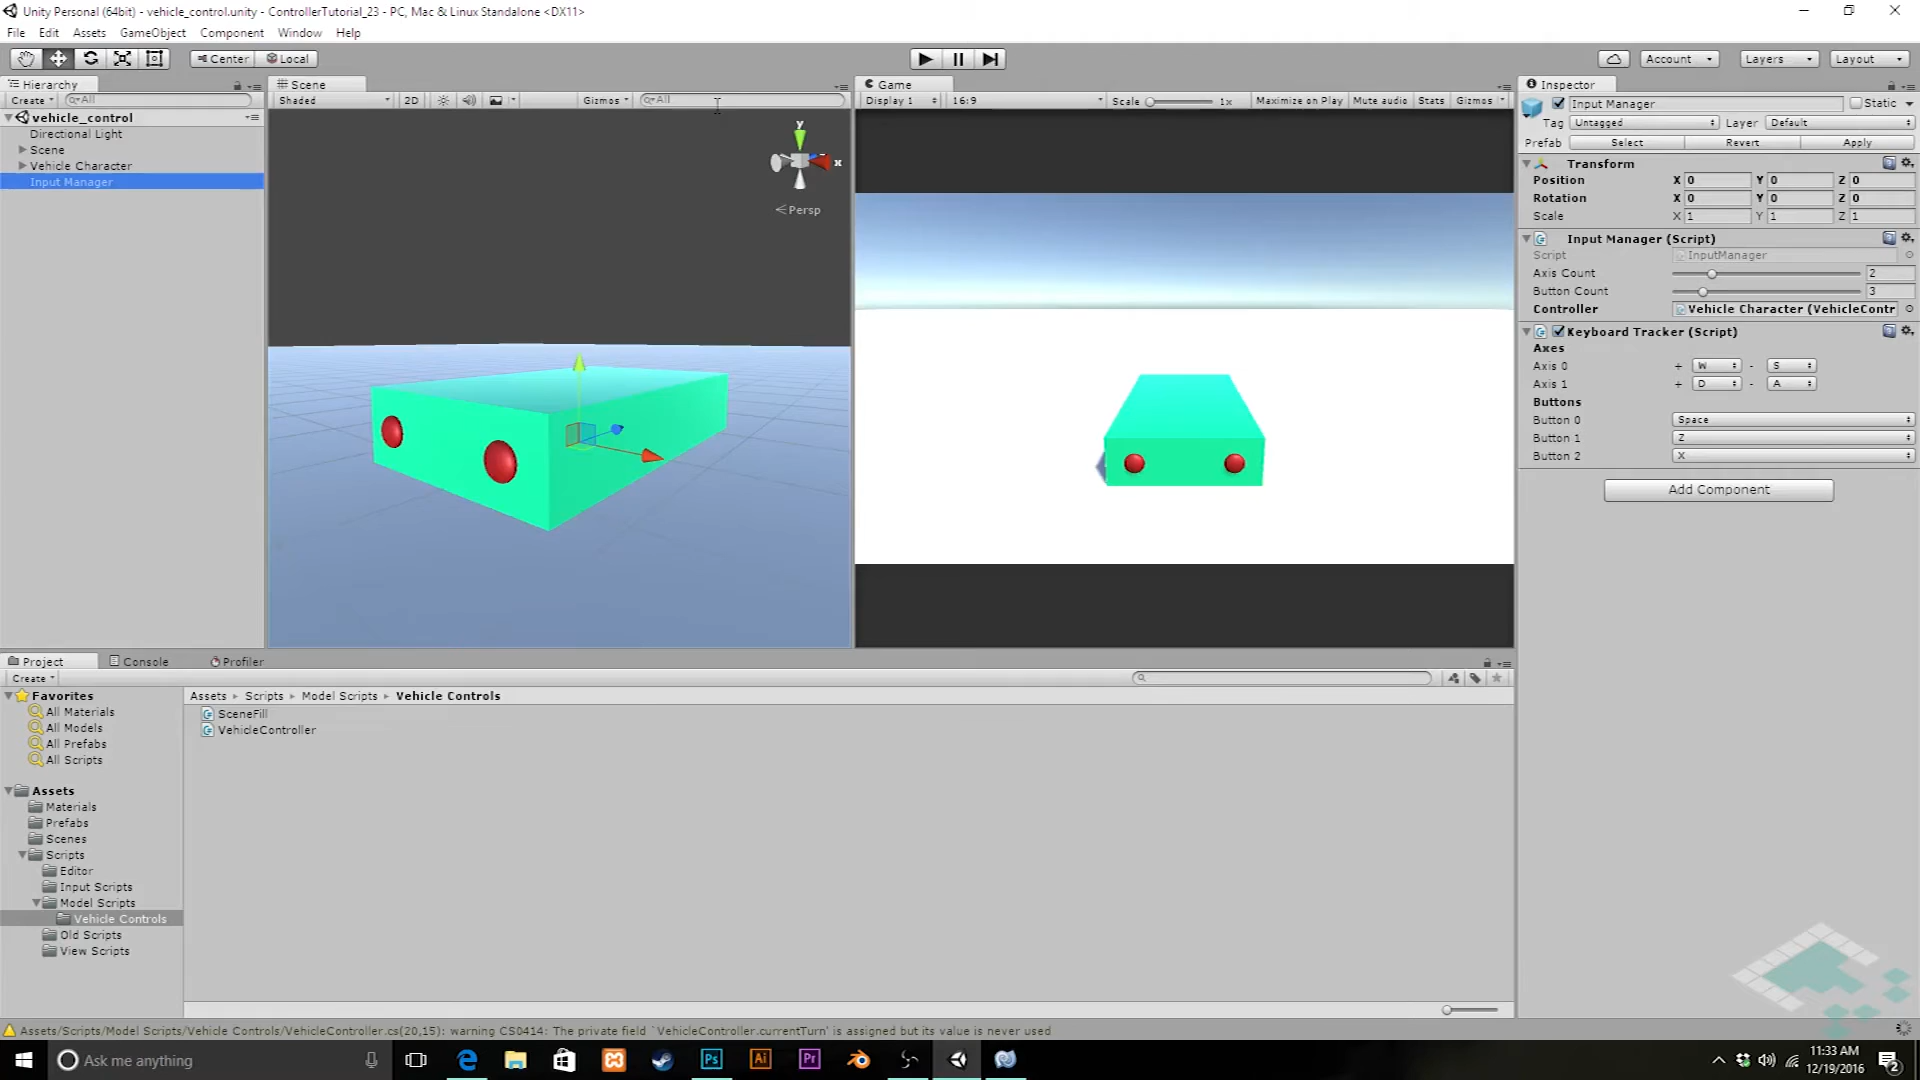 Unity Personal (64bit) - vehicle_control.unity - ControllerTutorial_23 - PC, Mac & Linux Standalone <DX11>
File Edit Assets GameObject Component Window Help
Center Local Account Layers Layout
Hierarchy
Create All
vehicle_control
Directional Light
Scene
Vehicle Character
Input Manager
Scene
Shaded 2D Gizmos All
y
x
Persp
Game
Display 1 16:9 Scale 1x Maximize on Play Mute audio Stats Gizmos
Inspector
Input Manager Static
Tag Untagged Layer Default
Prefab Select Revert Apply
Transform
Position X 0 Y 0 Z 0
Rotation X 0 Y 0 Z 0
Scale X 1 Y 1 Z 1
Input Manager (Script)
Script InputManager
Axis Count 2
Button Count 3
Controller Vehicle Character (VehicleContr
Keyboard Tracker (Script)
Axes
Axis 0 + W - S
Axis 1 + D - A
Buttons
Button 0 Space
Button 1 Z
Button 2 X
Add Component
Project Console Profiler
Create
Favorites
All Materials
All Models
All Prefabs
All Scripts
Assets
Materials
Prefabs
Scenes
Scripts
Editor
Input Scripts
Model Scripts
Vehicle Controls
Old Scripts
View Scripts
Assets Scripts Model Scripts Vehicle Controls
SceneFill
VehicleController
Assets/Scripts/Model Scripts/Vehicle Controls/VehicleController.cs(20,15): warning CS0414: The private field `VehicleController.currentTurn' is assigned but its value is never used
Ask me anything
Ps Ai Pr
11:33 AM
12/19/2016
2